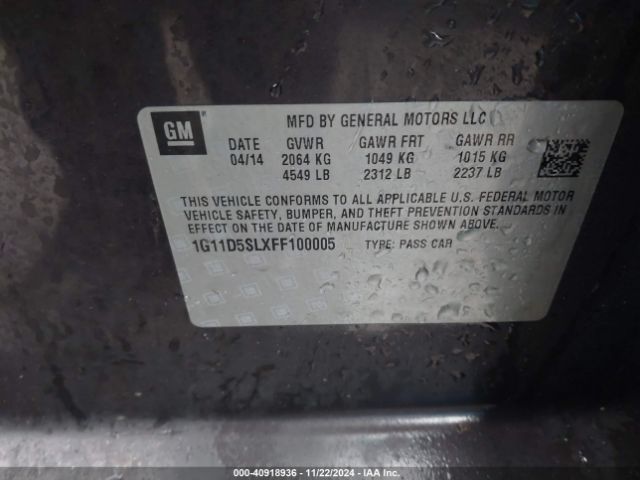 GM
MFD BY GENERAL MOTORS LLC
DATE GVWR GAWR FRT GAWR RR
04/14 2064 KG 1049 KG 1015 KG
4549 LB 2312 LB 2237 LB
THIS VEHICLE CONFORMS TO ALL APPLICABLE U.S. FEDERAL MOTOR
VEHICLE SAFETY, BUMPER, AND THEFT PREVENTION STANDARDS IN
EFFECT ON THE DATE OF MANUFACTURE SHOWN ABOVE.
1G11D5SLXFF100005 TYPE: PASS CAR
000-40918936 - 11/22/2024 - IAA Inc.